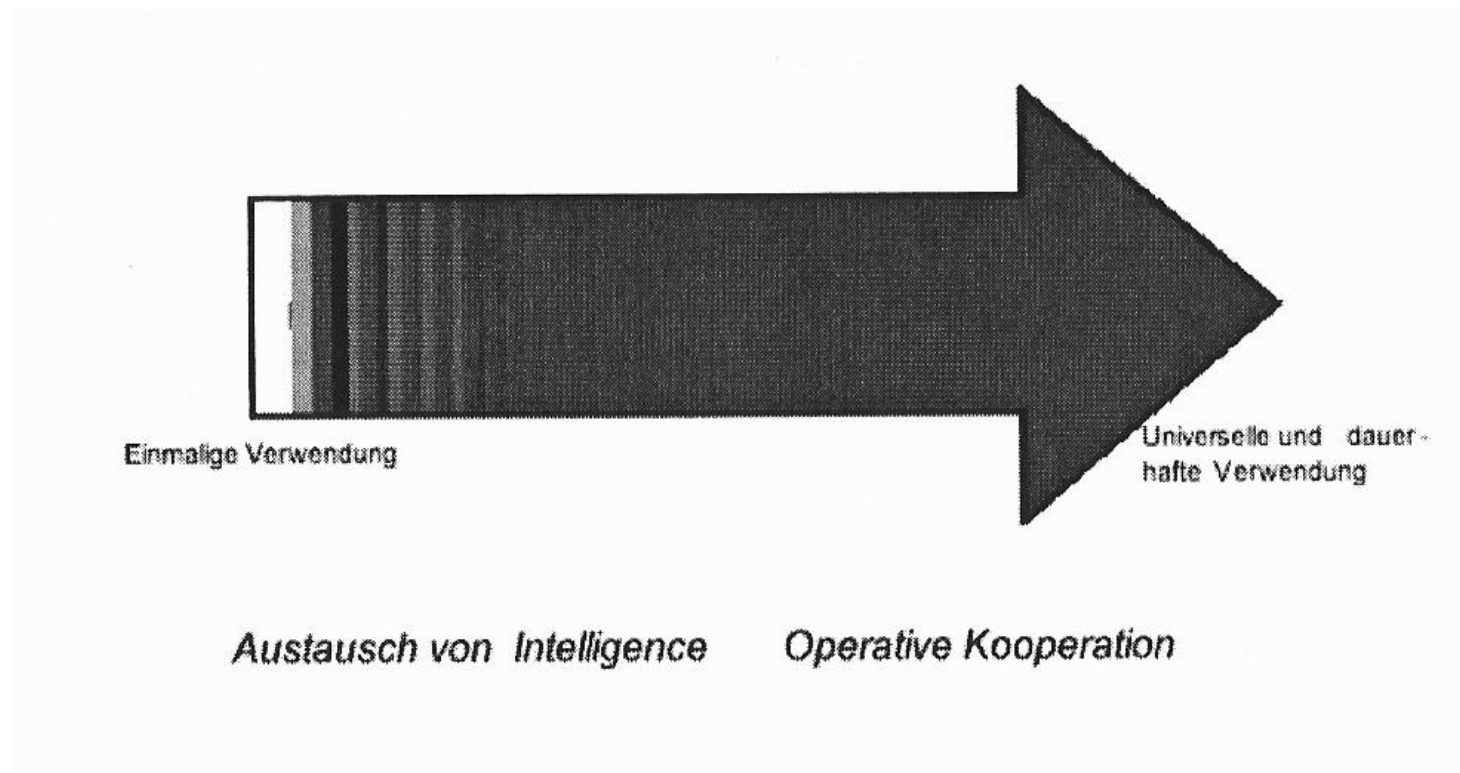 Einmalige Verwendung
Universelle und dauer-
hafte Verwendung
Austausch von Intelligence Operative Kooperation